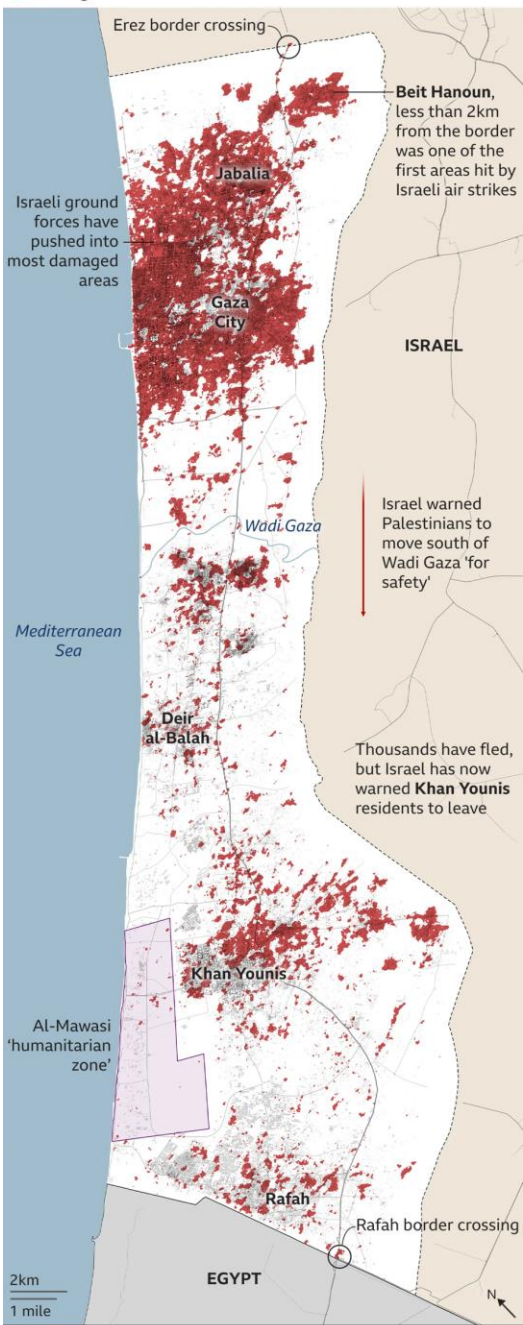 Erez border crossing
Beit Hanoun,
less than 2km
from the border
was one of the
first areas hit by
Israeli air strikes
Jabalia
Israeli ground
forces have
pushed into
most damaged
areas
Gaza
City
ISRAEL
Israel warned
Palestinians to
move south of
Wadi Gaza 'for
safety'
Wadi Gaza
Mediterranean
Sea
Deir
al-Balah
Thousands have fled,
but Israel has now
warned Khan Younis
residents to leave
Khan Younis
Al-Mawasi
‘humanitarian
zone’
Rafah
Rafah border crossing
EGYPT
2km
1 mile
N